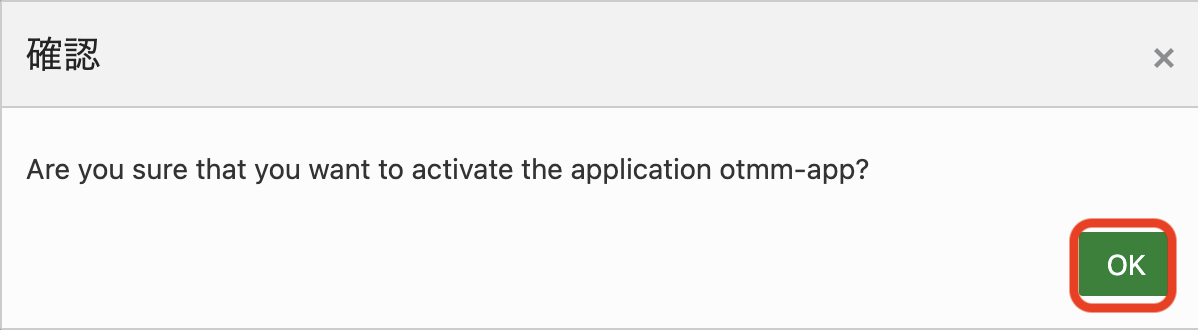 確認
×
Are you sure that you want to activate the application otmm-app?
OK